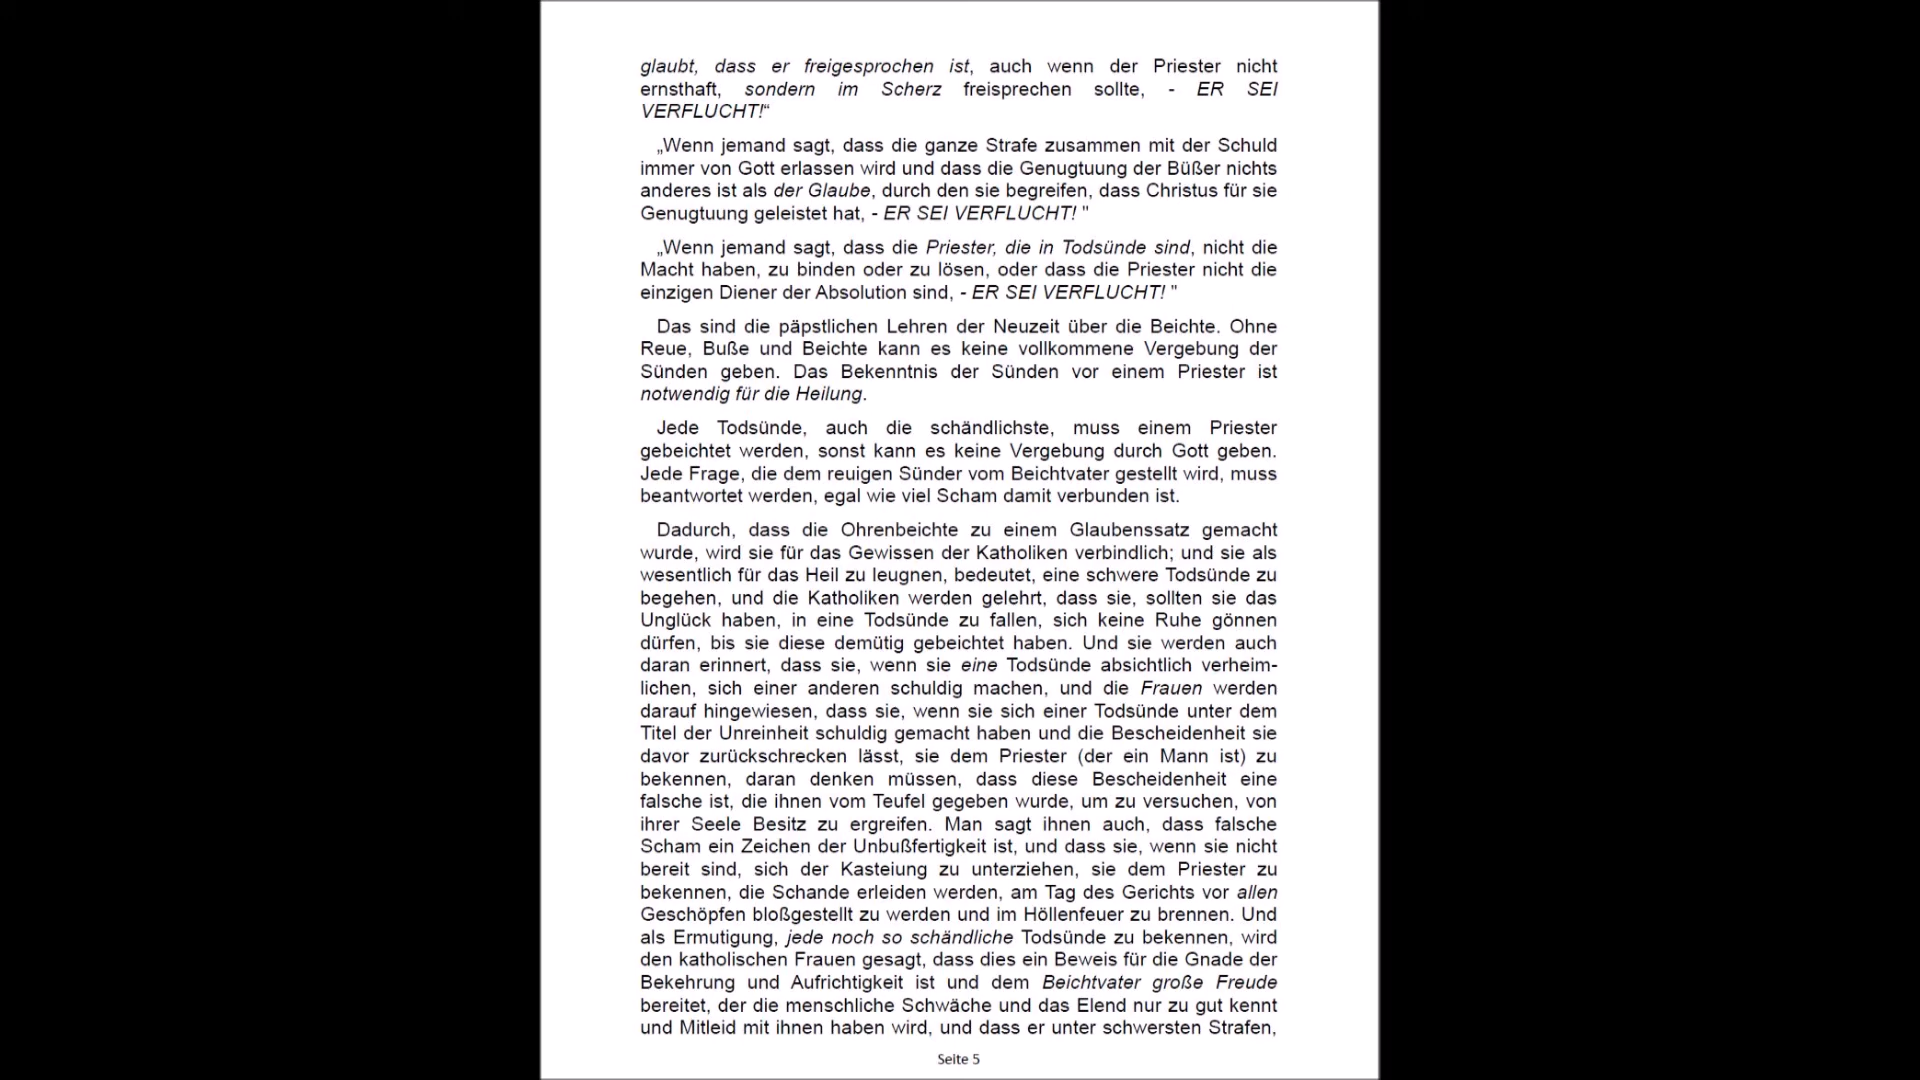 glaubt, dass er freigesprochen ist, auch wenn der Priester nicht
ernsthaft, sondern im Scherz freisprechen sollte, - ER SEI
VERFLUCHT!“
„Wenn jemand sagt, dass die ganze Strafe zusammen mit der Schuld
immer von Gott erlassen wird und dass die Genugtuung der Büßer nichts
anderes ist als der Glaube, durch den sie begreifen, dass Christus für sie
Genugtuung geleistet hat, - ER SEI VERFLUCHT! "
„Wenn jemand sagt, dass die Priester, die in Todsünde sind, nicht die
Macht haben, zu binden oder zu lösen, oder dass die Priester nicht die
einzigen Diener der Absolution sind, - ER SEI VERFLUCHT! "
Das sind die päpstlichen Lehren der Neuzeit über die Beichte. Ohne
Reue, Buße und Beichte kann es keine vollkommene Vergebung der
Sünden geben. Das Bekenntnis der Sünden vor einem Priester ist
notwendig für die Heilung.
Jede Todsünde, auch die schändlichste, muss einem Priester
gebeichtet werden, sonst kann es keine Vergebung durch Gott geben.
Jede Frage, die dem reuigen Sünder vom Beichtvater gestellt wird, muss
beantwortet werden, egal wie viel Scham damit verbunden ist.
Dadurch, dass die Ohrenbeichte zu einem Glaubenssatz gemacht
wurde, wird sie für das Gewissen der Katholiken verbindlich; und sie als
wesentlich für das Heil zu leugnen, bedeutet, eine schwere Todsünde zu
begehen, und die Katholiken werden gelehrt, dass sie, sollten sie das
Unglück haben, in eine Todsünde zu fallen, sich keine Ruhe gönnen
dürfen, bis sie diese demütig gebeichtet haben. Und sie werden auch
daran erinnert, dass sie, wenn sie eine Todsünde absichtlich verheim-
lichen, sich einer anderen schuldig machen, und die Frauen werden
darauf hingewiesen, dass sie, wenn sie sich einer Todsünde unter dem
Titel der Unreinheit schuldig gemacht haben und die Bescheidenheit sie
davor zurückschrecken lässt, sie dem Priester (der ein Mann ist) zu
bekennen, daran denken müssen, dass diese Bescheidenheit eine
falsche ist, die ihnen vom Teufel gegeben wurde, um zu versuchen, von
ihrer Seele Besitz zu ergreifen. Man sagt ihnen auch, dass falsche
Scham ein Zeichen der Unbußfertigkeit ist, und dass sie, wenn sie nicht
bereit sind, sich der Kasteiung zu unterziehen, sie dem Priester zu
bekennen, die Schande erleiden werden, am Tag des Gerichts vor allen
Geschöpfen bloßgestellt zu werden und im Höllenfeuer zu brennen. Und
als Ermutigung, jede noch so schändliche Todsünde zu bekennen, wird
den katholischen Frauen gesagt, dass dies ein Beweis für die Gnade der
Bekehrung und Aufrichtigkeit ist und dem Beichtvater große Freude
bereitet, der die menschliche Schwäche und das Elend nur zu gut kennt
und Mitleid mit ihnen haben wird, und dass er unter schwersten Strafen,
Seite 5